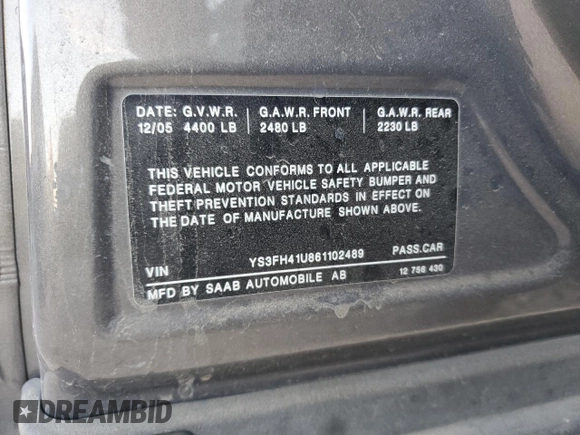 DATE: G.V.W.R. G.A.W.R. FRONT G.A.W.R. REAR
12/05 4400 LB 2480 LB 2230 LB
THIS VEHICLE CONFORMS TO ALL APPLICABLE
FEDERAL MOTOR VEHICLE SAFETY BUMPER AND
THEFT PREVENTION STANDARDS IN EFFECT ON
THE DATE OF MANUFACTURE SHOWN ABOVE.
VIN YS3FH41U861102489 PASS.CAR
MFD BY SAAB AUTOMOBILE AB 12 786 430
DREAMBID